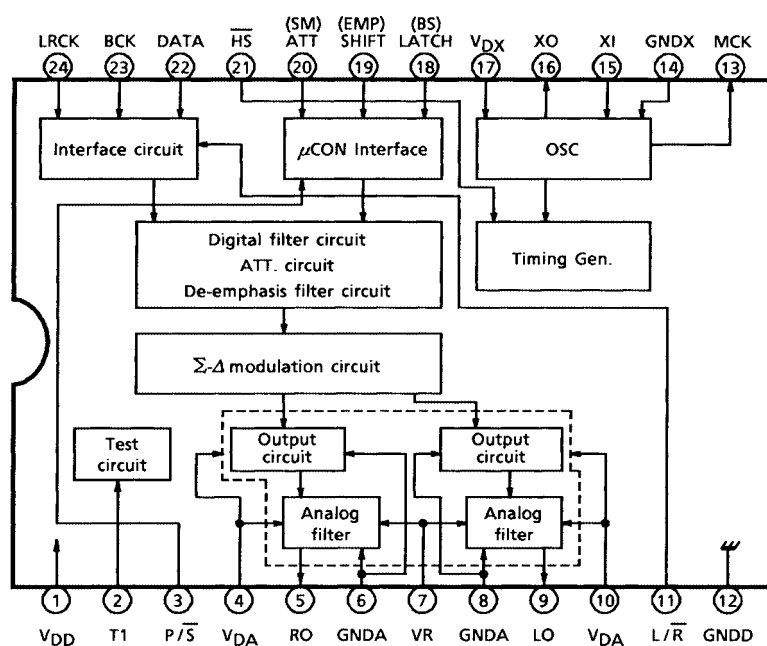 (SM) (EMP) (BS)
LRCK BCK DATA H̅S̅ ATT SHIFT LATCH VDX XO XI GNDX MCK
24 23 22 21 20 19 18 17 16 15 14 13
Interface circuit
μCON Interface
OSC
Digital filter circuit
ATT. circuit
De-emphasis filter circuit
Timing Gen.
Σ-Δ modulation circuit
Test
circuit
Output
circuit
Output
circuit
Analog
filter
Analog
filter
1 2 3 4 5 6 7 8 9 10 11 12
VDD T1 P/S̅ VDA RO GNDA VR GNDA LO VDA L/R̅ GNDD